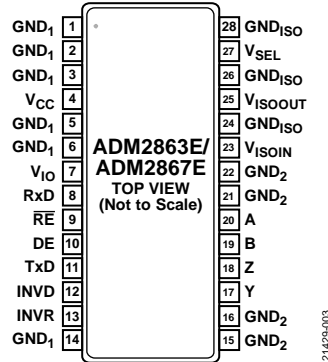 GND1 1 28 GNDISO
GND1 2 27 VSEL
GND1 3 26 GNDISO
VCC 4 25 VISOOUT
GND1 5 24 GNDISO
GND1 6 23 VISOIN
VIO 7 22 GND2
RxD 8 21 GND2
R̅E̅ 9 20 A
DE 10 19 B
TxD 11 18 Z
INVD 12 17 Y
INVR 13 16 GND2
GND1 14 15 GND2
ADM2863E/
ADM2867E
TOP VIEW
(Not to Scale)
21429-003